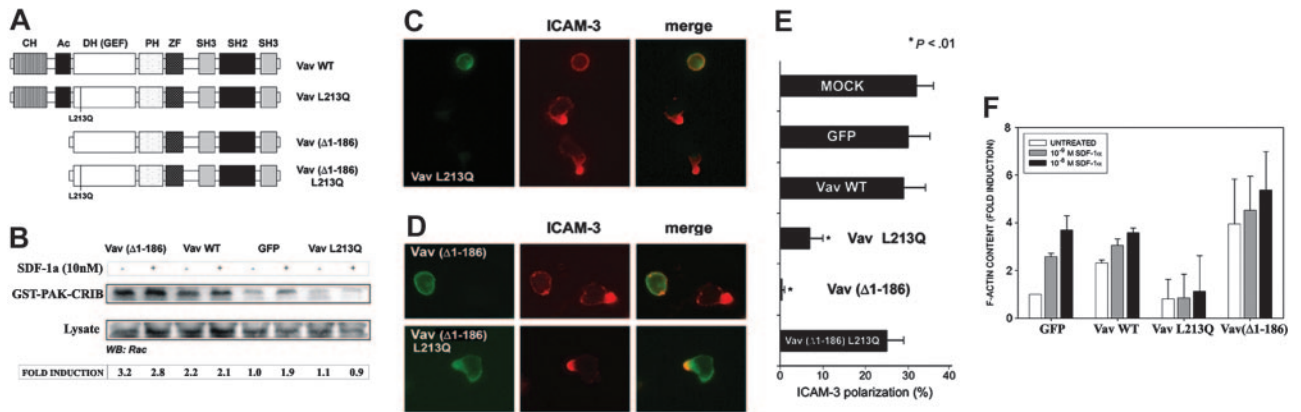 A
CH Ac DH (GEF) PH ZF SH3 SH2 SH3
Vav WT
Vav L213Q
L213Q
Vav (Δ1-186)
Vav (Δ1-186)
L213Q
L213Q
B
Vav (Δ1-186) Vav WT GFP Vav L213Q
SDF-1a (10nM) - + - + - + - +
GST-PAK-CRIB
Lysate
WB: Rac
FOLD INDUCTION 3.2 2.8 2.2 2.1 1.0 1.9 1.1 0.9
C
ICAM-3 merge
Vav L213Q
D
ICAM-3 merge
Vav (Δ1-186)
Vav (Δ1-186)
L213Q
E
* P < .01
MOCK
GFP
Vav WT
* Vav L213Q
* Vav (Δ1-186)
Vav (Δ1-186) L213Q
0 10 20 30 40
ICAM-3 polarization (%)
F
UNTREATED
M SDF-1α
M SDF-1α
F-ACTIN CONTENT (FOLD INDUCTION)
8
6
4
2
0
GFP Vav WT Vav L213Q Vav(Δ1-186)